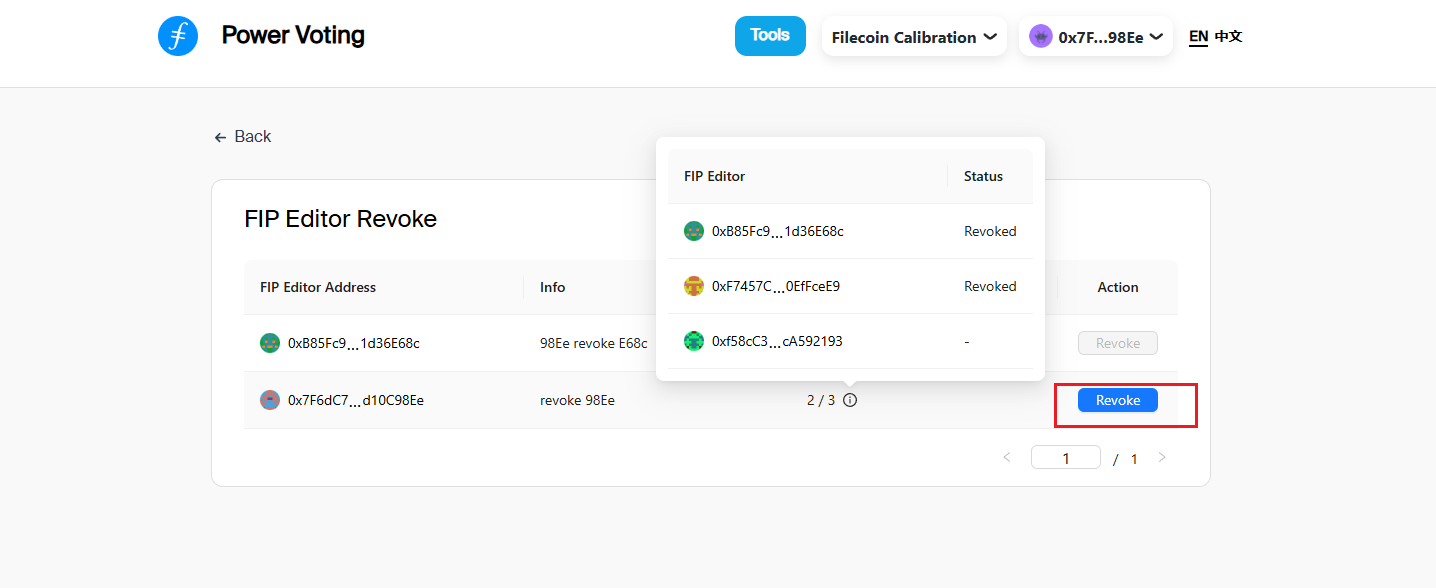 Power Voting
Tools
Filecoin Calibration
0x7F...98Ee
EN 中文
← Back
FIP Editor Revoke
FIP Editor Address Info Action
0xB85Fc9...1d36E68c 98Ee revoke E68c Revoke
0x7F6dC7...d10C98Ee revoke 98Ee 2 / 3 Revoke
FIP Editor Status
0xB85Fc9...1d36E68c Revoked
0xF7457C...0EfFceE9 Revoked
0xf58cC3...cA592193 -
< 1 / 1 >